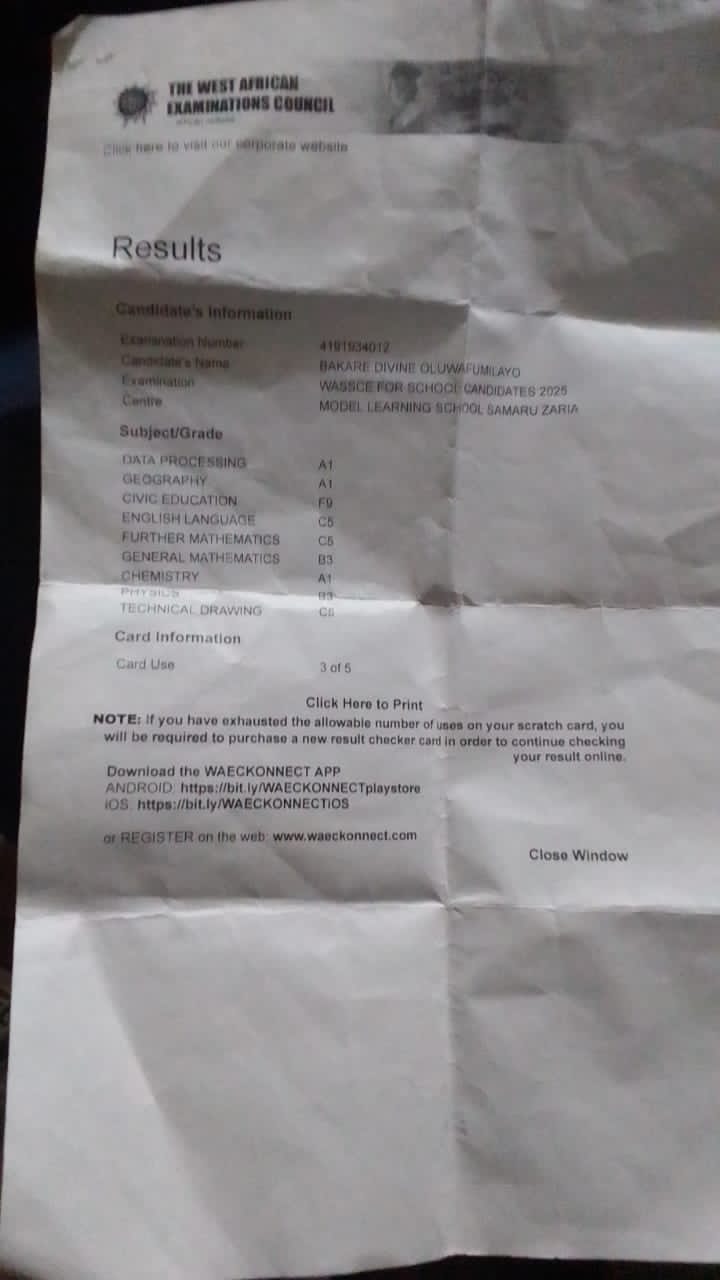 THE WEST AFRICAN
EXAMINATIONS COUNCIL
Click here to visit our corporate website
Results
Candidate's Information
Examination Number 4191934012
Candidate's Name BAKARE DIVINE OLUWAFUMILAYO
Examination WASSCE FOR SCHOOL CANDIDATES 2025
Centre MODEL LEARNING SCHOOL SAMARU ZARIA
Subject/Grade
DATA PROCESSING A1
GEOGRAPHY A1
CIVIC EDUCATION F9
ENGLISH LANGUAGE C5
FURTHER MATHEMATICS C5
GENERAL MATHEMATICS B3
CHEMISTRY A1
PHYSICS B3
TECHNICAL DRAWING
Card Information
Card Use 3 of 5
Click Here to Print
NOTE: If you have exhausted the allowable number of uses on your scratch card, you
will be required to purchase a new result checker card in order to continue checking
your result online.
Download the WAECKONNECT APP
ANDROID: https://bit.ly/WAECKONNECTplaystore
iOS: https://bit.ly/WAECKONNECTiOS
or REGISTER on the web: www.waeckonnect.com
Close Window